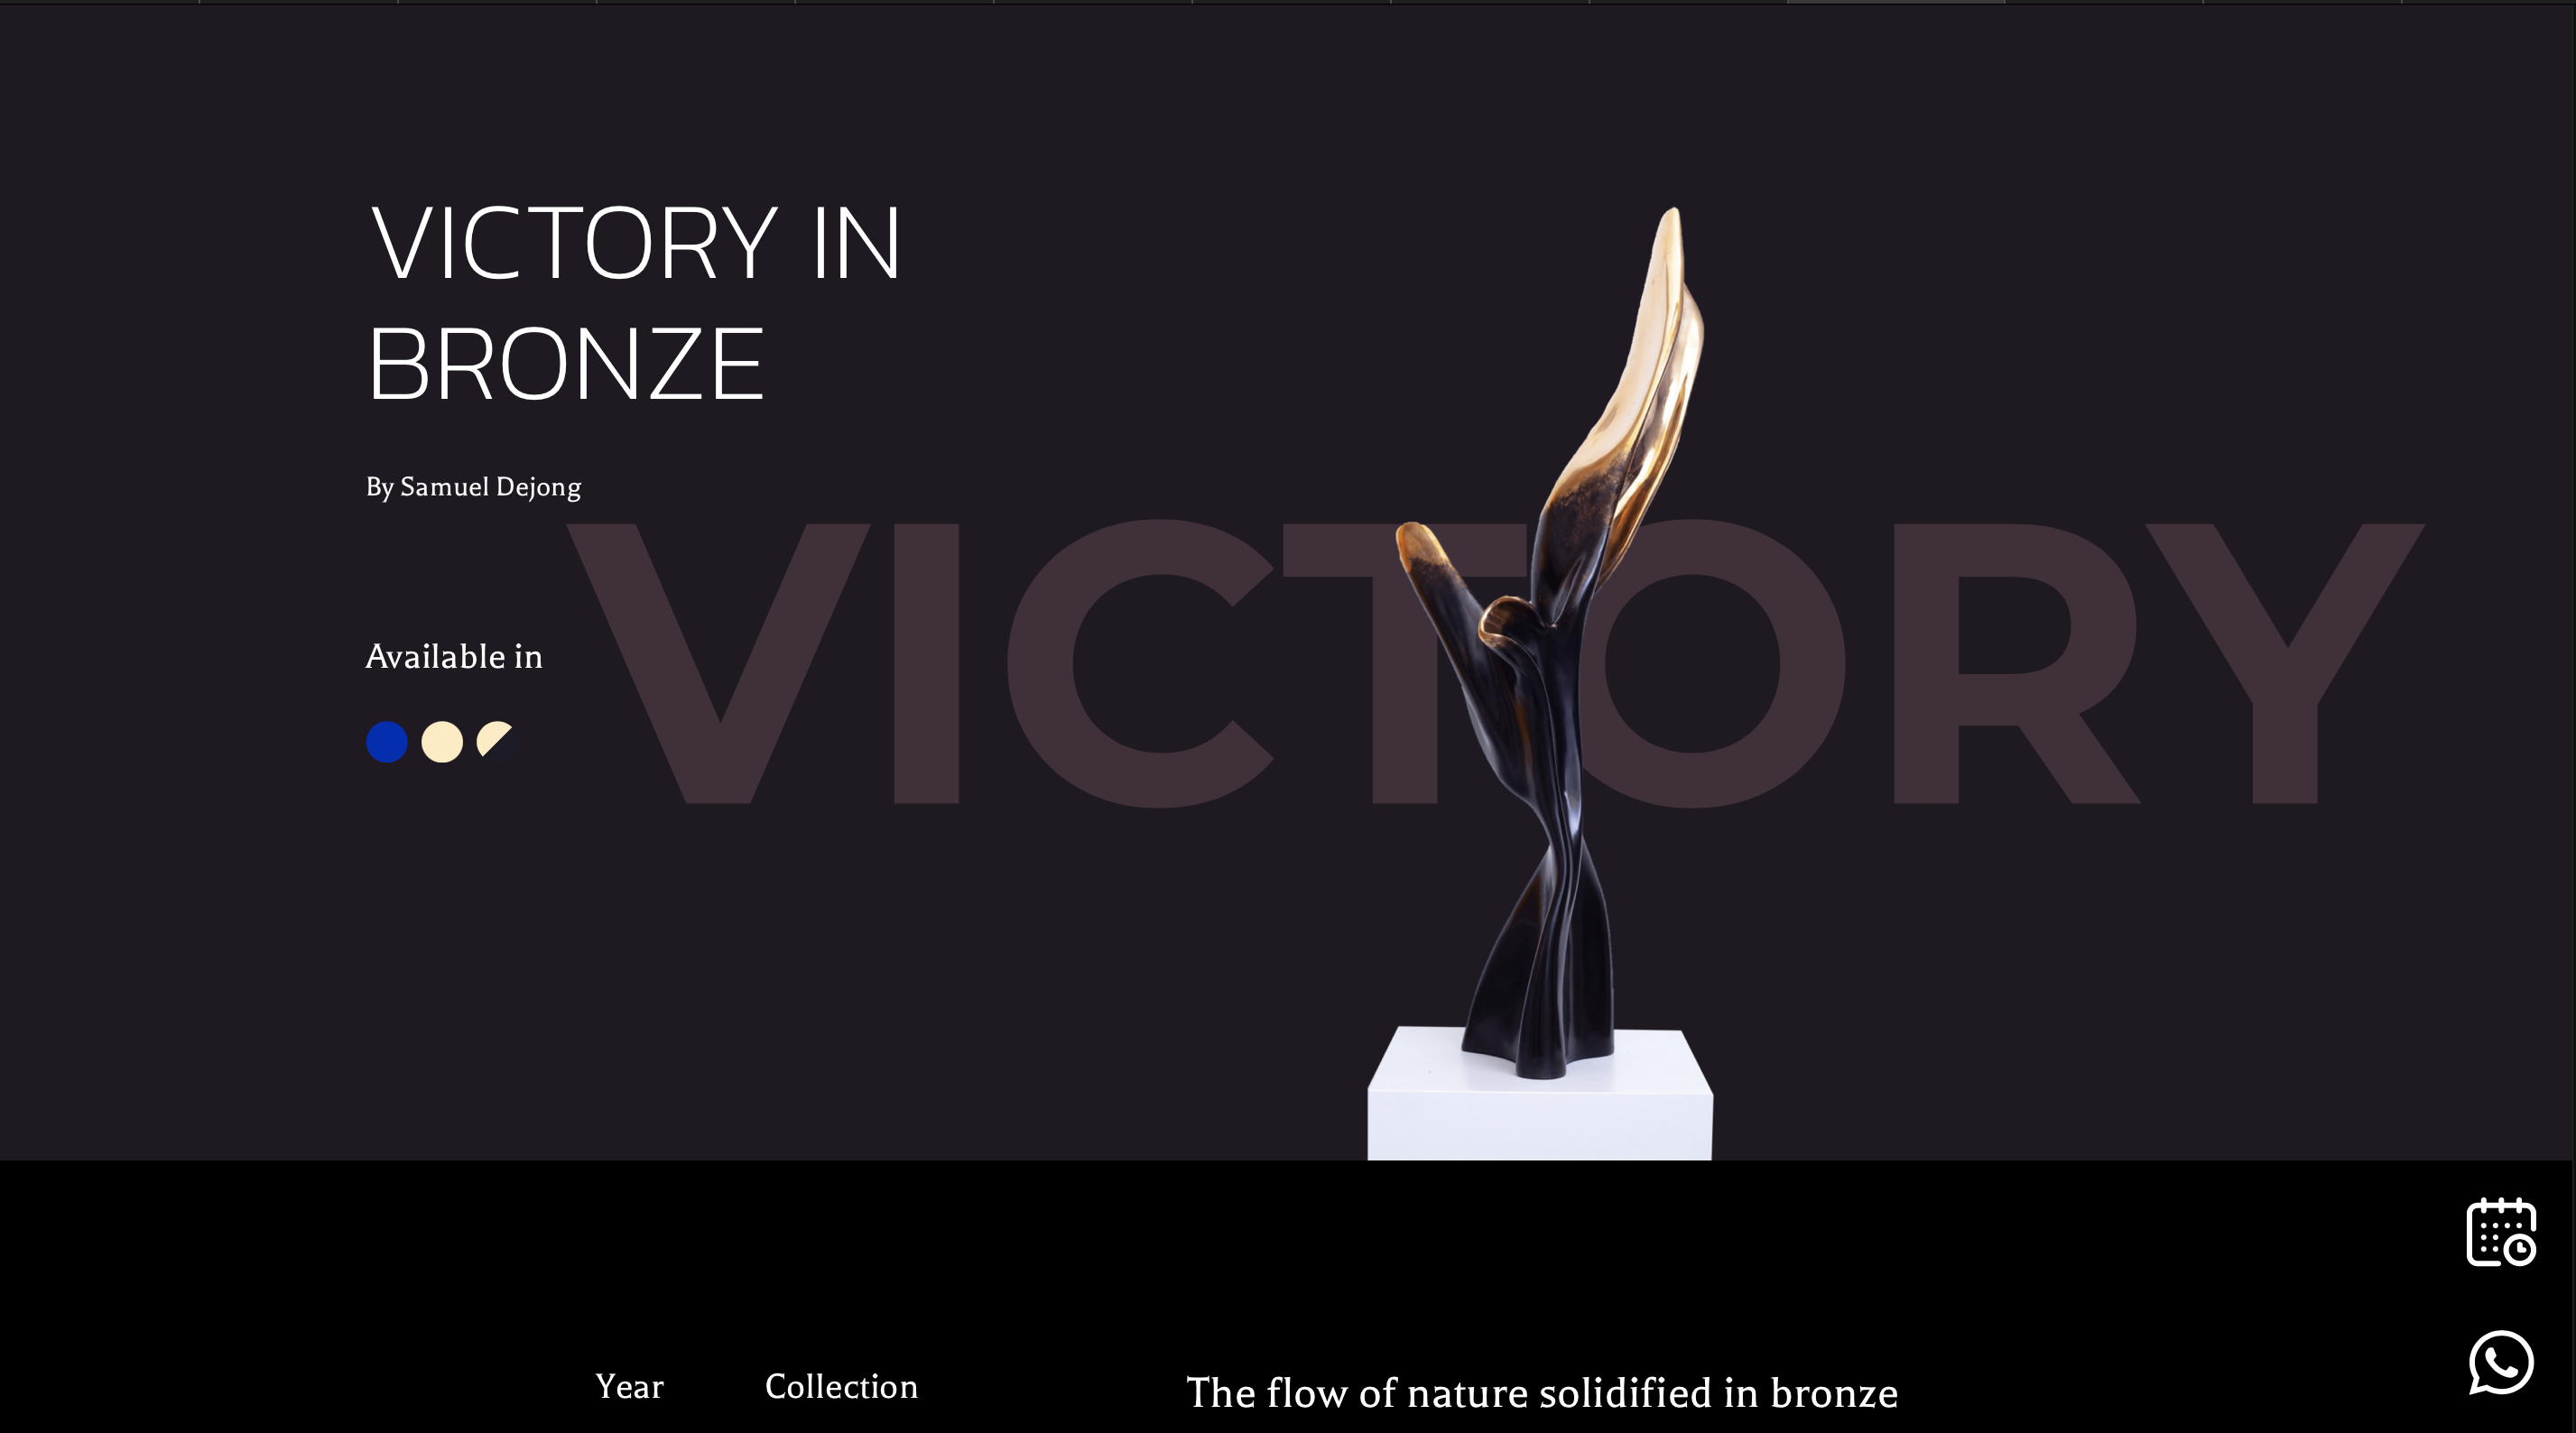 VICTORY IN
BRONZE
By Samuel Dejong
VICTORY
Available in
Year
Collection
The flow of nature solidified in bronze